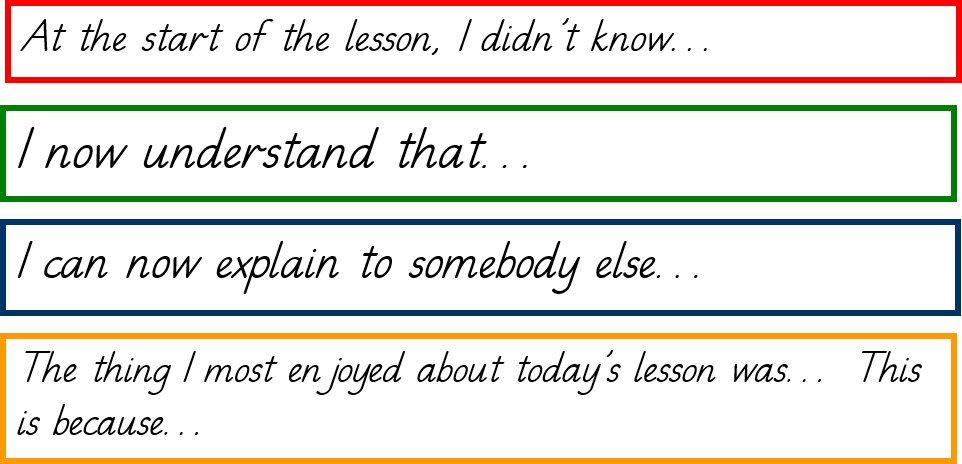 At the start of the lesson, I didn't know...
I now understand that...
I can now explain to somebody else...
The thing I most enjoyed about today's lesson was... This
is because...